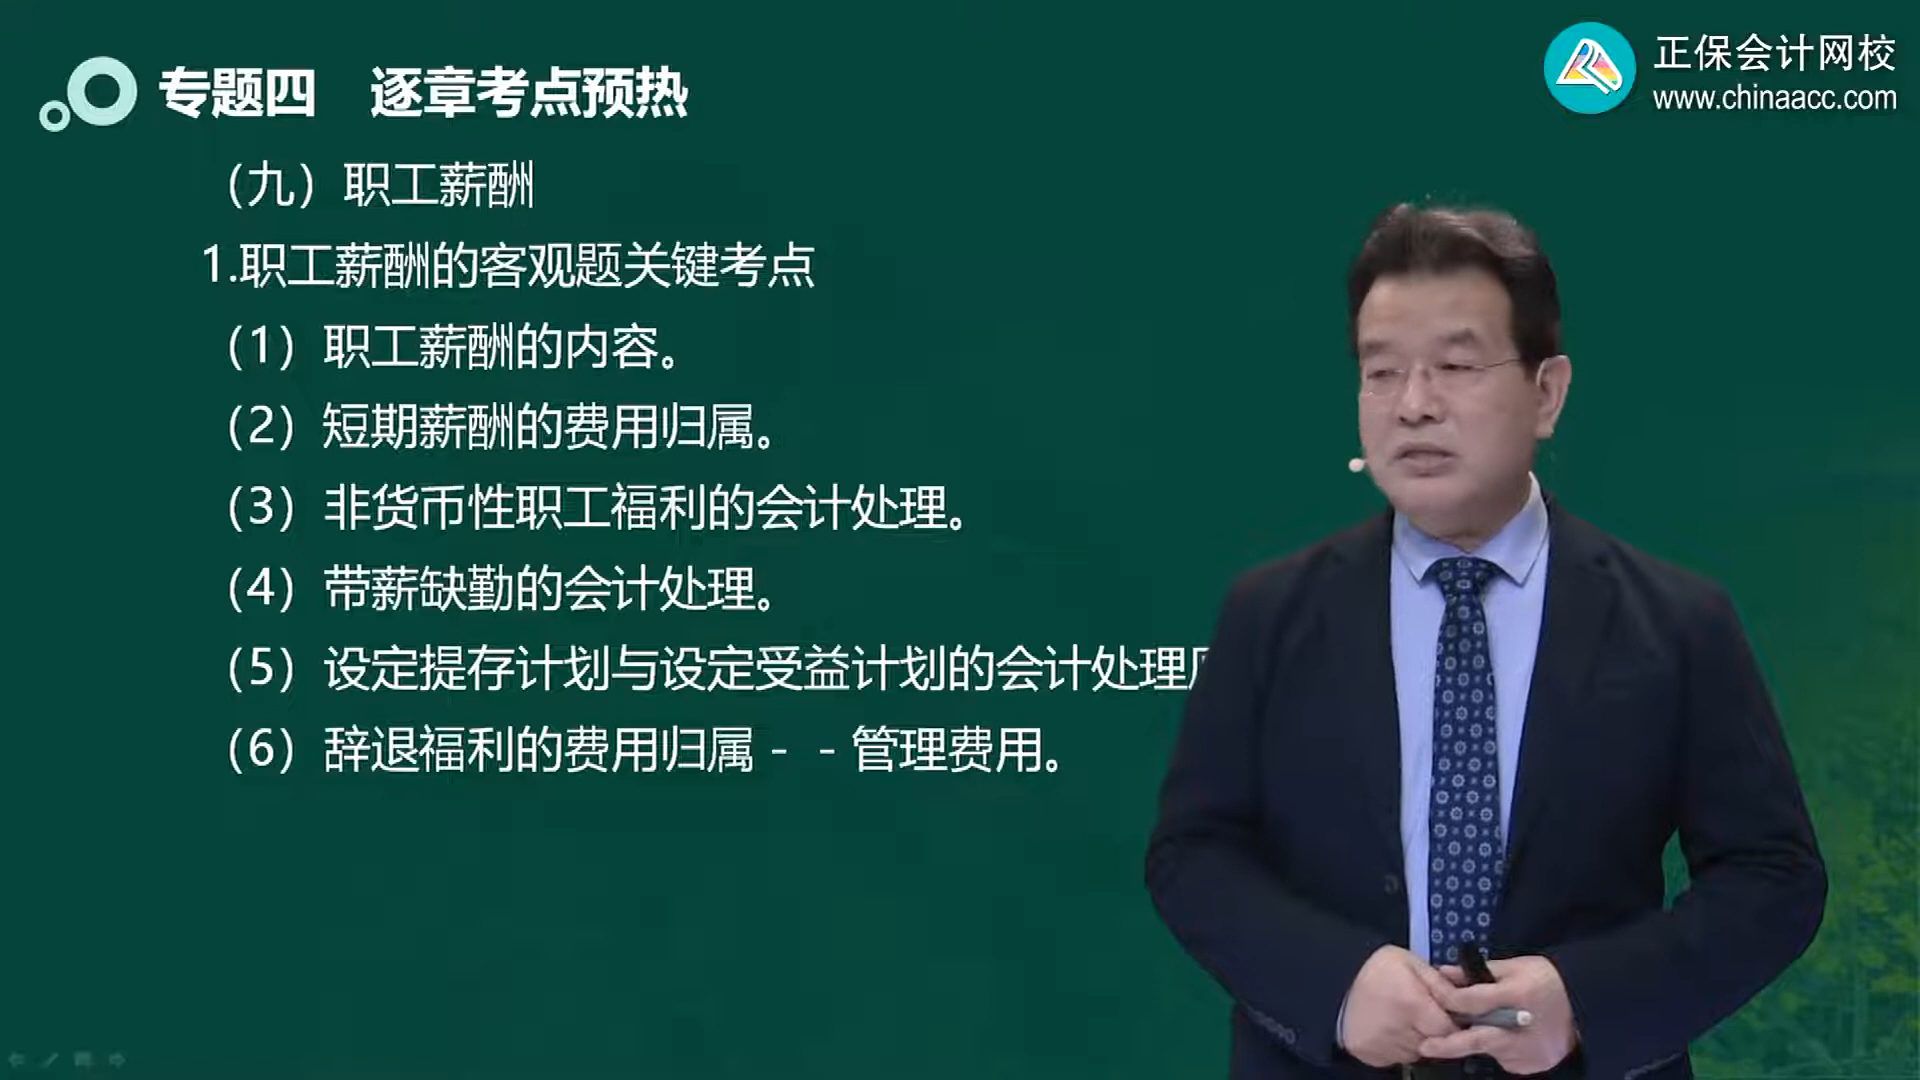 专题四 逐章考点预热
正保会计网校
www.chinaacc.com
（九）职工薪酬
1.职工薪酬的客观题关键考点
（1）职工薪酬的内容。
（2）短期薪酬的费用归属。
（3）非货币性职工福利的会计处理。
（4）带薪缺勤的会计处理。
（5）设定提存计划与设定受益计划的会计处理
（6）辞退福利的费用归属－－管理费用。